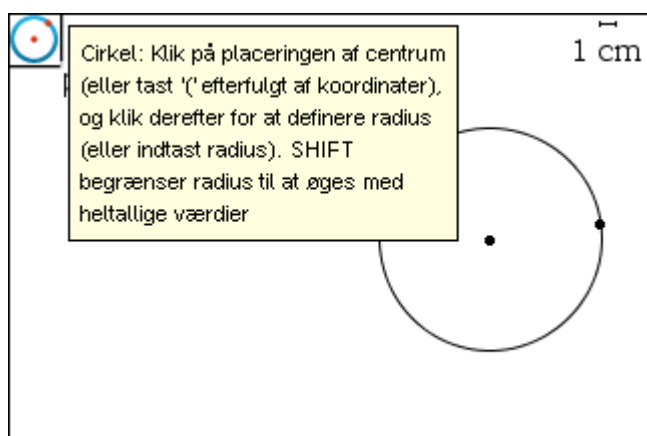 Cirkel: Klik på placeringen af centrum
(eller tast '(' efterfulgt af koordinater),
og klik derefter for at definere radius
(eller indtast radius). SHIFT
begrænser radius til at øges med
heltallige værdier
1 cm